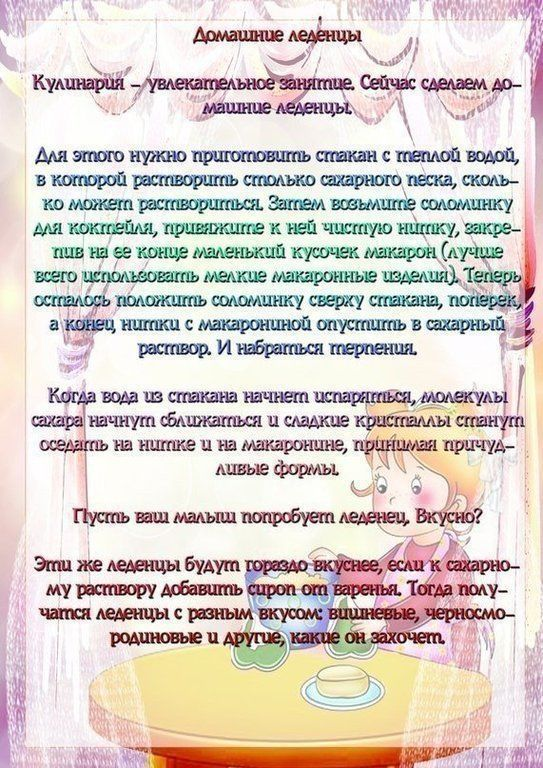 Домашние леденцы
Кулинария – увлекательное занятие. Сейчас сделаем до-
машние леденцы.
Для этого нужно приготовить стакан с теплой водой,
в которой растворить столько сахарного песка, сколь-
ко может раствориться. Затем возьмите соломинку
для коктейля, привяжите к ней чистую нитку, закре-
пив на ее конце маленький кусочек макарон (лучше
всего использовать мелкие макаронные изделия). Теперь
осталось положить соломинку сверху стакана, поперек,
а конец нитки с макарониной опустить в сахарный
раствор. И набраться терпения.
Когда вода из стакана начнет испаряться, молекулы
сахара начнут сближаться и сладкие кристаллы станут
оседать на нитке и на макаронине, принимая причуд-
ливые формы.
Пусть ваш малыш попробует леденец. Вкусно?
Эти же леденцы будут гораздо вкуснее, если к сахарно-
му раствору добавить сироп от варенья. Тогда полу-
чатся леденцы с разным вкусом: вишневые, черносмо-
родиновые и другие, какие он захочет.